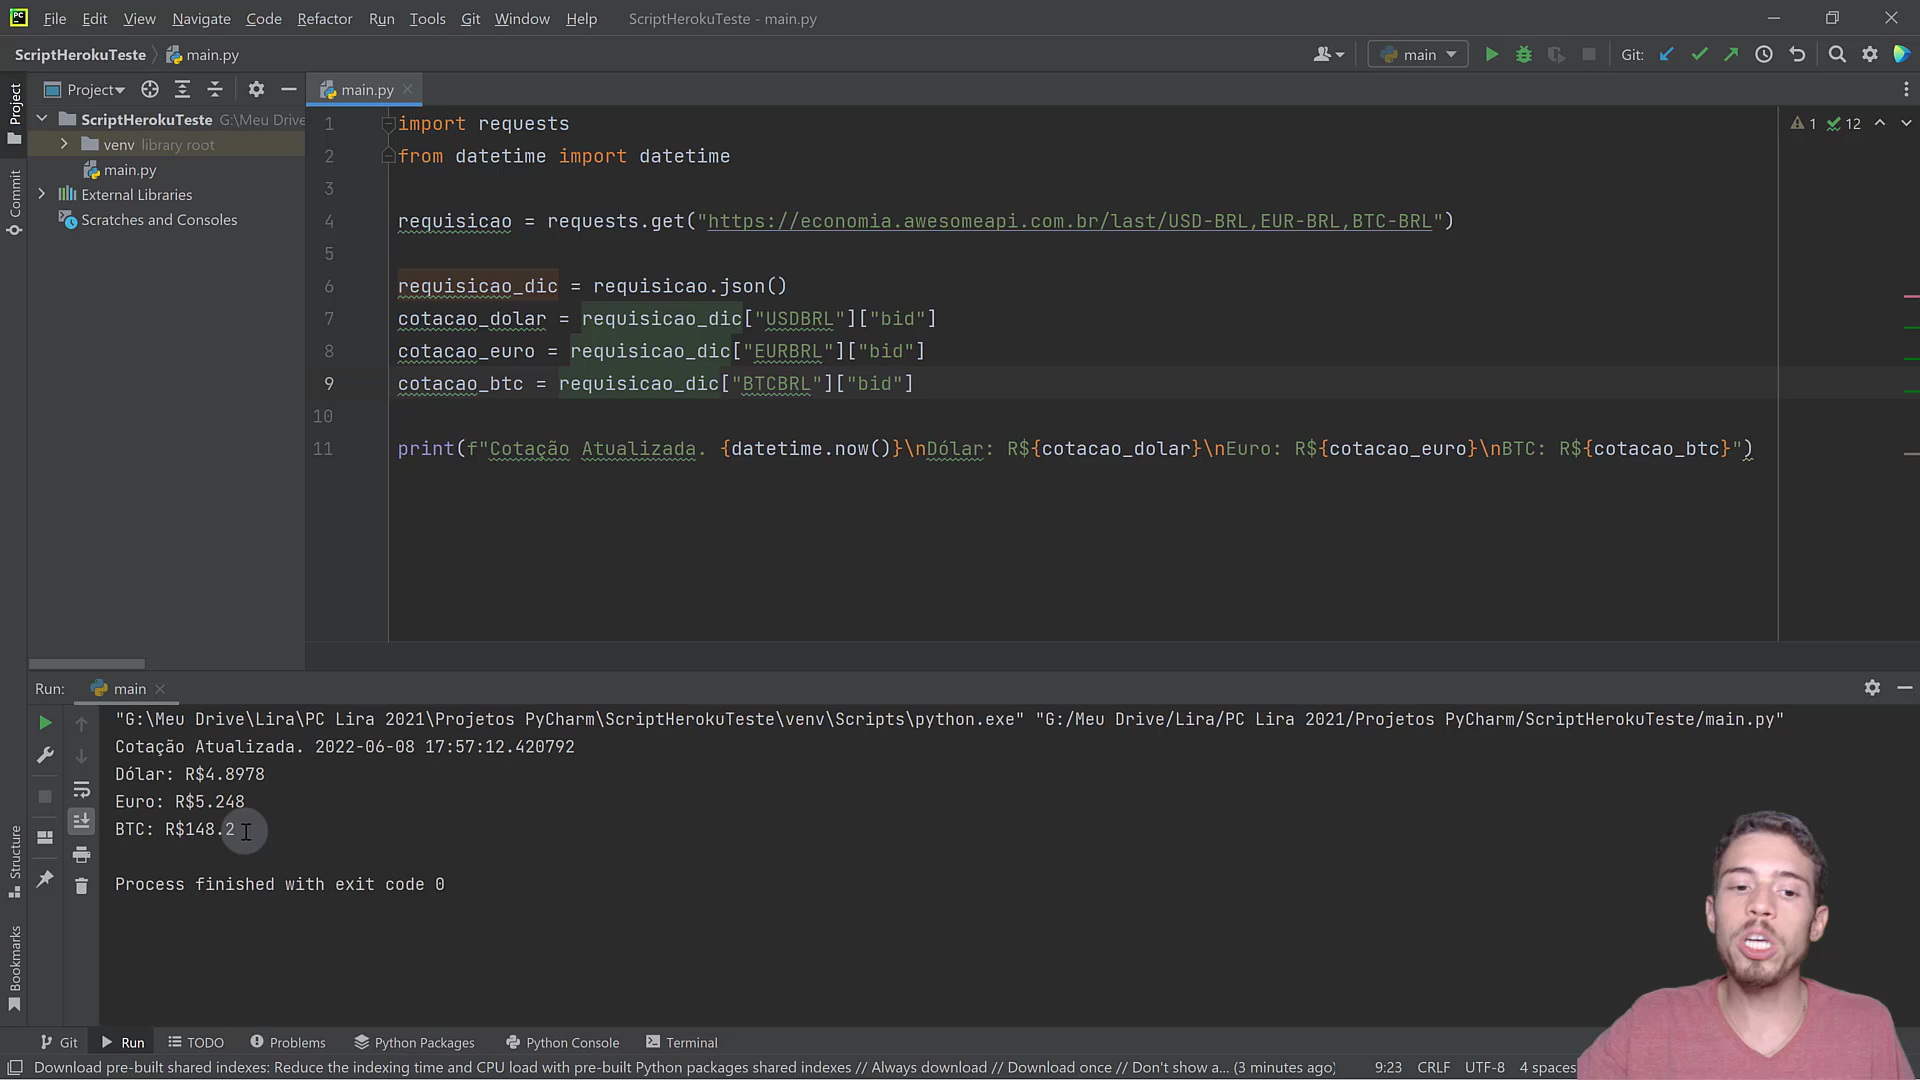 File Edit View Navigate Code Refactor Run Tools Git Window Help ScriptHerokuTeste - main.py
ScriptHerokuTeste main.py main Git:
Project main.py
1 import requests
2 from datetime import datetime
3
4 requisicao = requests.get("https://economia.awesomeapi.com.br/last/USD-BRL,EUR-BRL,BTC-BRL")
5
6 requisicao_dic = requisicao.json()
7 cotacao_dolar = requisicao_dic["USDBRL"]["bid"]
8 cotacao_euro = requisicao_dic["EURBRL"]["bid"]
9 cotacao_btc = requisicao_dic["BTCBRL"]["bid"]
10
11 print(f"Cotação Atualizada. {datetime.now()}\nDólar: R${cotacao_dolar}\nEuro: R${cotacao_euro}\nBTC: R${cotacao_btc}")
1 12
ScriptHerokuTeste G:\Meu Drive
venv library root
main.py
External Libraries
Scratches and Consoles
Project
Commit
Structure
Bookmarks
Run: main
"G:\Meu Drive\Lira\PC Lira 2021\Projetos PyCharm\ScriptHerokuTeste\venv\Scripts\python.exe" "G:/Meu Drive/Lira/PC Lira 2021/Projetos PyCharm/ScriptHerokuTeste/main.py"
Cotação Atualizada. 2022-06-08 17:57:12.420792
Dólar: R$4.8978
Euro: R$5.248
BTC: R$148.2
Process finished with exit code 0
Git Run TODO Problems Python Packages Python Console Terminal
Download pre-built shared indexes: Reduce the indexing time and CPU load with pre-built Python packages shared indexes // Always download // Download once // Don't show a... (3 minutes ago) 9:23 CRLF UTF-8 4 spaces